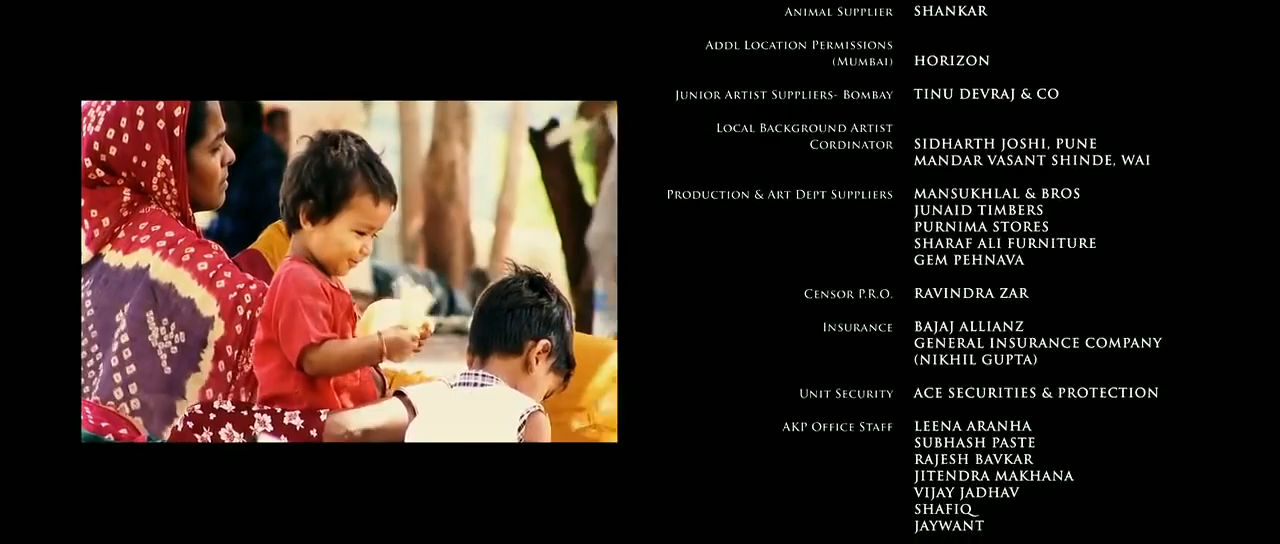 ANIMAL SUPPLIER SHANKAR
ADDL LOCATION PERMISSIONS
(MUMBAI) HORIZON
JUNIOR ARTIST SUPPLIERS- BOMBAY TINU DEVRAJ & CO
LOCAL BACKGROUND ARTIST
CORDINATOR SIDHARTH JOSHI, PUNE
MANDAR VASANT SHINDE, WAI
PRODUCTION & ART DEPT SUPPLIERS MANSUKHLAL & BROS
JUNAID TIMBERS
PURNIMA STORES
SHARAF ALI FURNITURE
GEM PEHNAVA
CENSOR P.R.O. RAVINDRA ZAR
INSURANCE BAJAJ ALLIANZ
GENERAL INSURANCE COMPANY
(NIKHIL GUPTA)
UNIT SECURITY ACE SECURITIES & PROTECTION
AKP OFFICE STAFF LEENA ARANHA
SUBHASH PASTE
RAJESH BAVKAR
JITENDRA MAKHANA
VIJAY JADHAV
SHAFIQ
JAYWANT